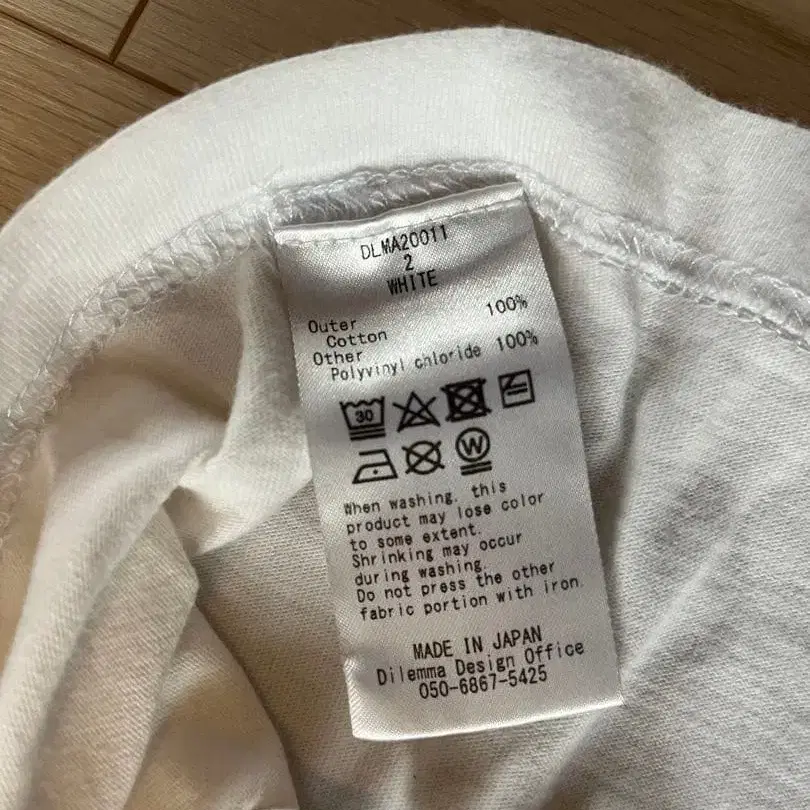 DLMA20011
2
WHITE
Outer
Cotton 100%
Other
Polyvinyl chloride 100%
30
W
When washing, this
product may lose color
to some extent.
Shrinking may occur
during washing.
Do not press the other
fabric portion with iron.
MADE IN JAPAN
Dilemma Design Office
050-6867-5425